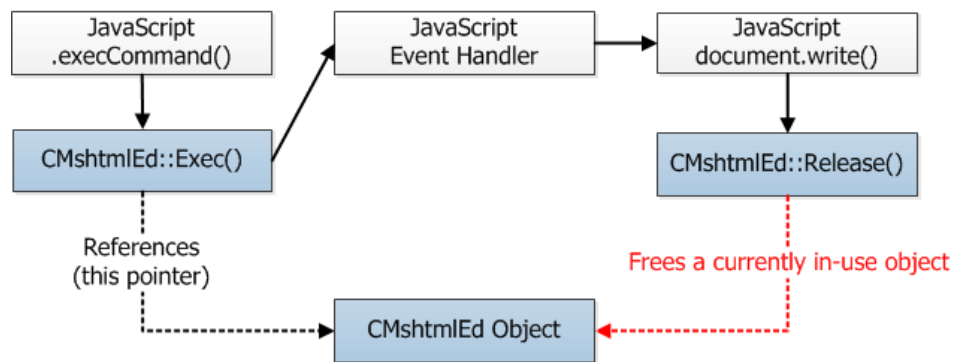 JavaScript
.execCommand()
JavaScript
Event Handler
JavaScript
document.write()
CMshtmlEd::Exec()
CMshtmlEd::Release()
References
(this pointer)
Frees a currently in-use object
CMshtmlEd Object